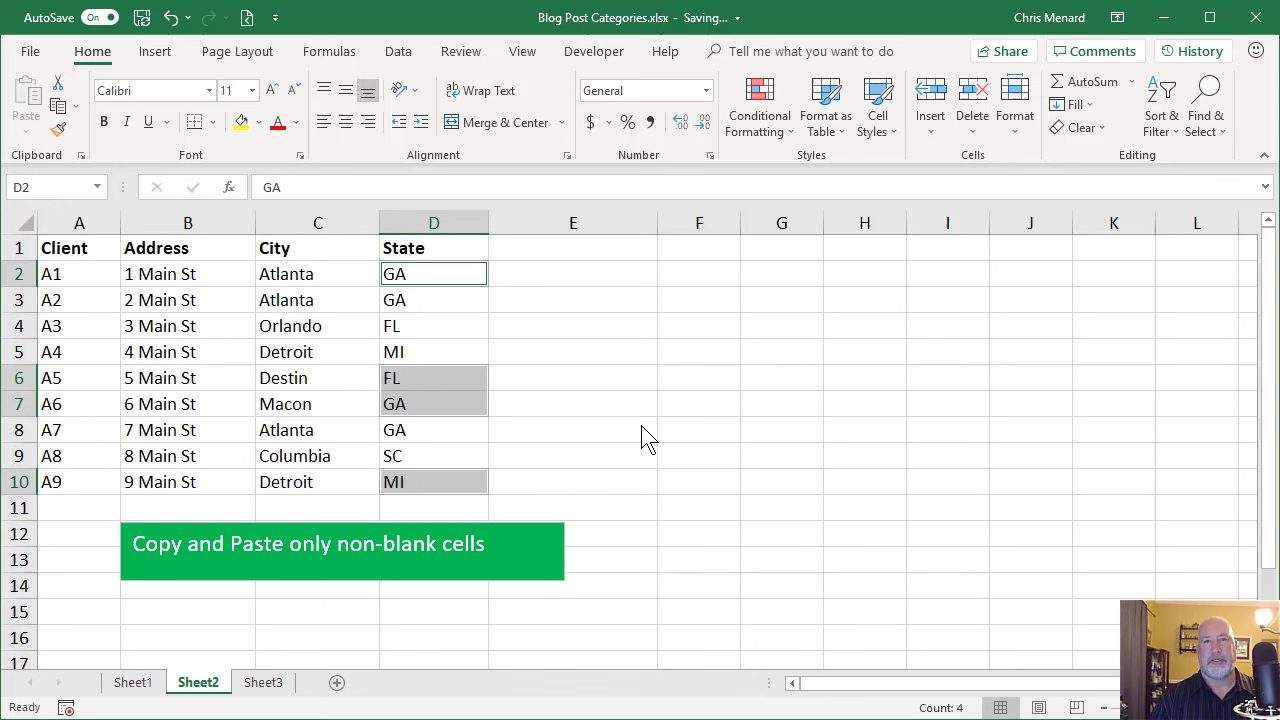 AutoSave On Blog Post Categories.xlsx - Saving... Chris Menard
File Home Insert Draw Page Layout Formulas Data Review View Developer Help Tell me what you want to do Share Comments History
Calibri 11 Wrap Text General AutoSum
Paste Conditional Formatting Format as Table Cell Styles Insert Delete Format Fill Sort & Filter Find & Select
B I U A Merge & Center $ % , Clear
Clipboard Font Alignment Number Styles Cells Editing
D2 fx GA
A B C D E F G H I J K L
1 Client Address City State
2 A1 1 Main St Atlanta GA
3 A2 2 Main St Atlanta GA
4 A3 3 Main St Orlando FL
5 A4 4 Main St Detroit MI
6 A5 5 Main St Destin FL
7 A6 6 Main St Macon GA
8 A7 7 Main St Atlanta GA
9 A8 8 Main St Columbia SC
10 A9 9 Main St Detroit MI
11
12 Copy and Paste only non-blank cells
13
14
15
16
17
Sheet1 Sheet2 Sheet3
Ready Count: 4